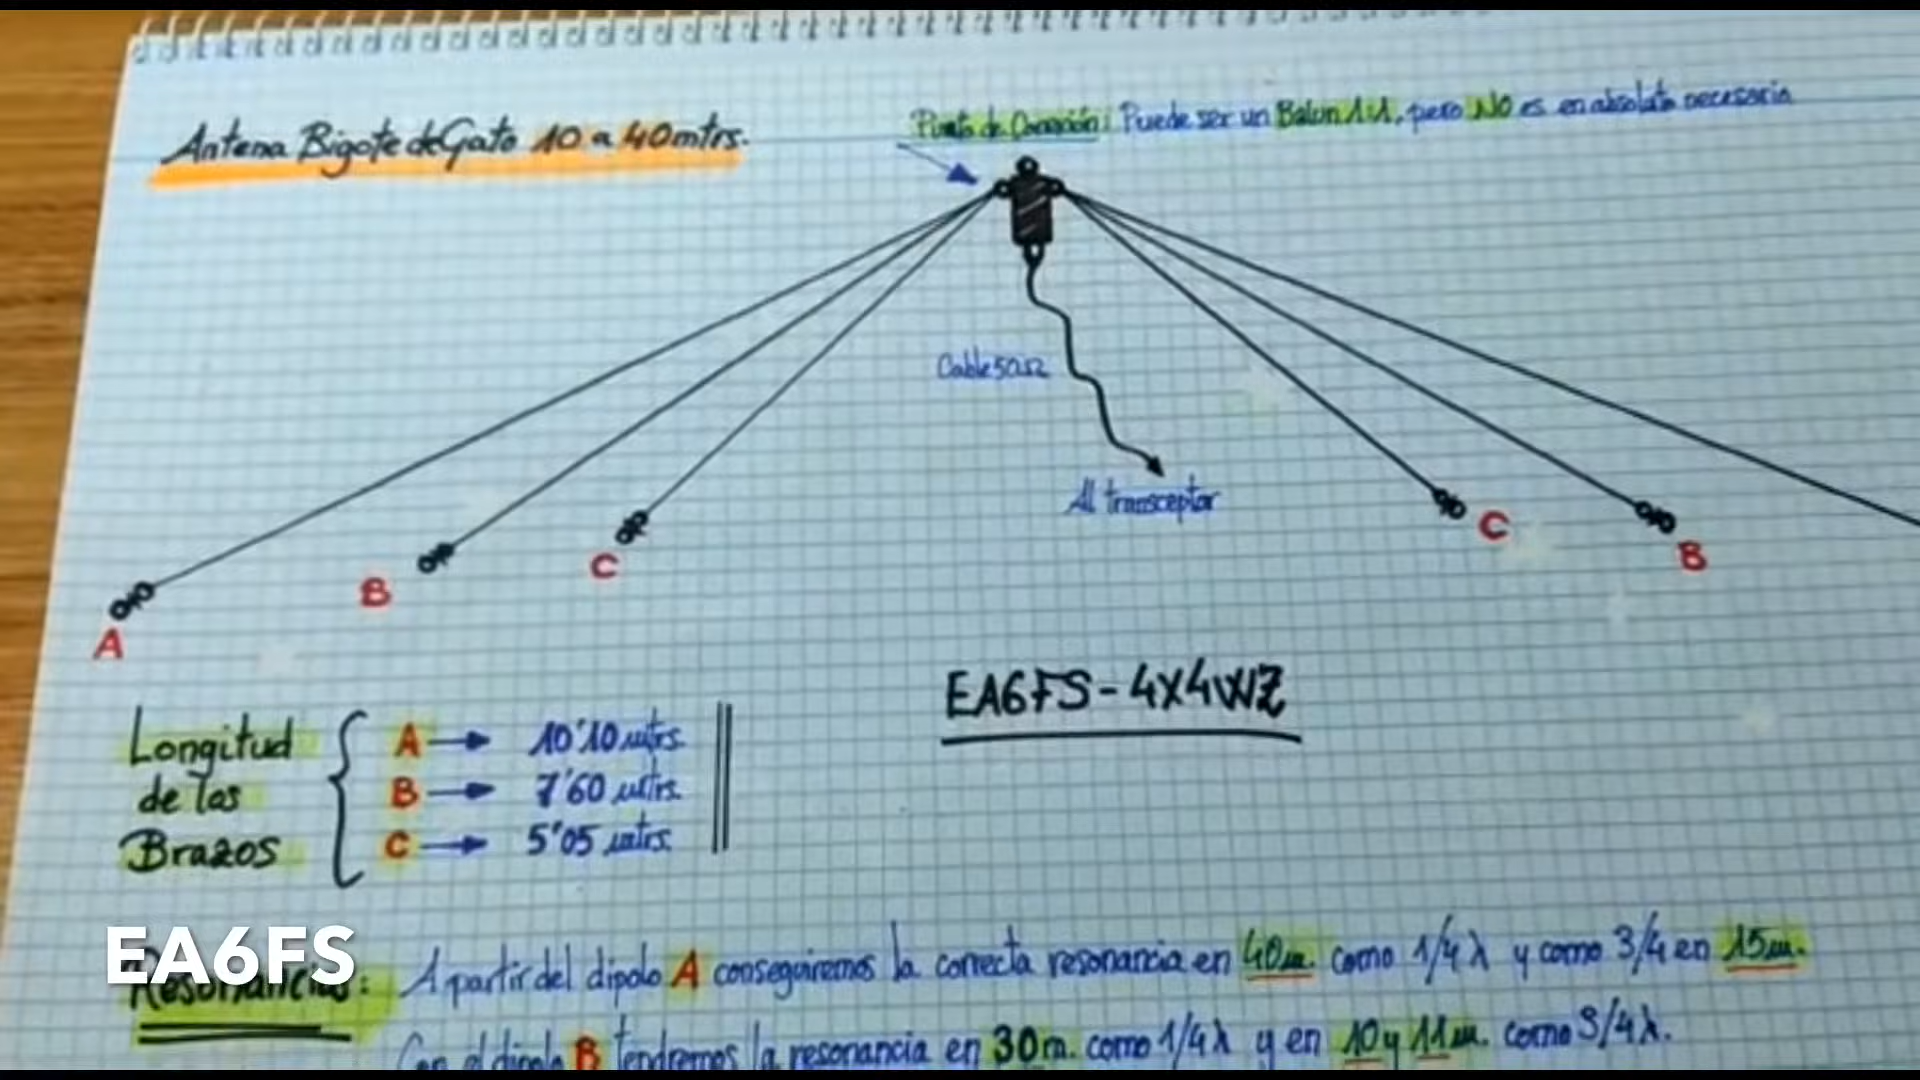 Antena Bigote de Gato 10 a 40 mtrs.
Punto de Conexión: Puede ser un Balun 1:1, pero NO es en absoluto necesario
Cable 50Ω
Al transceptor
A
B
C
C
B
EA6FS - 4X4WZ
Longitud de los Brazos
A → 10'10 mtrs.
B → 7'60 mtrs.
C → 5'05 mtrs.
EA6FS
Resonancias: A partir del dipolo A conseguiremos la correcta resonancia en 40m. como 1/4 λ y como 3/4 en 15m.
Con el dipolo B tendremos la resonancia en 30m. como 1/4 λ y en 10 y 11m. como 3/4 λ.